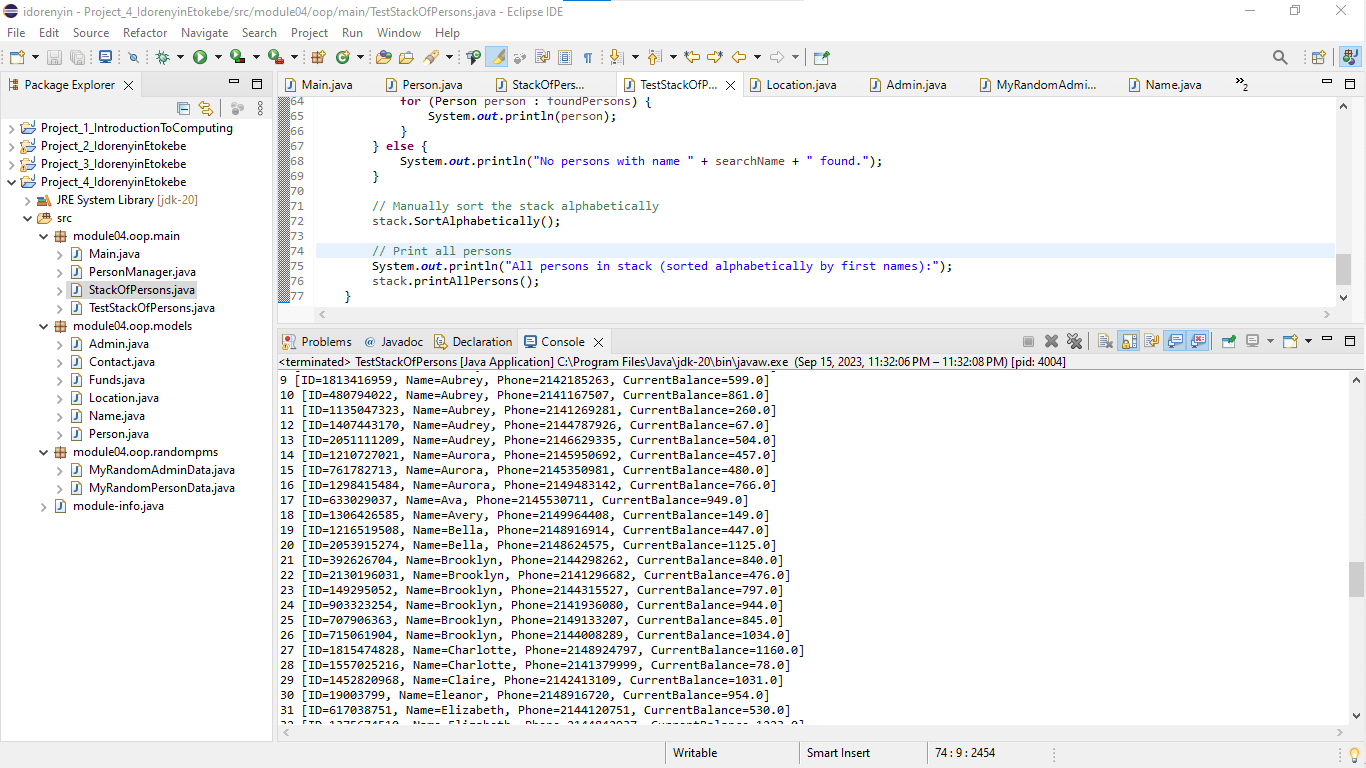 idorenyin - Project_4_IdorenyinEtokebe/src/module04/oop/main/TestStackOfPersons.java - Eclipse IDE
File Edit Source Refactor Navigate Search Project Run Window Help
Package Explorer
Project_1_IntroductionToComputing
Project_2_IdorenyinEtokebe
Project_3_IdorenyinEtokebe
Project_4_IdorenyinEtokebe
JRE System Library [jdk-20]
src
module04.oop.main
Main.java
PersonManager.java
StackOfPersons.java
TestStackOfPersons.java
module04.oop.models
Admin.java
Contact.java
Funds.java
Location.java
Name.java
Person.java
module04.oop.randompms
MyRandomAdminData.java
MyRandomPersonData.java
module-info.java
Main.java Person.java StackOfPers... TestStackOfP... Location.java Admin.java MyRandomAdmi... Name.java »2
64 for (Person person : foundPersons) {
65 System.out.println(person);
66 }
67 } else {
68 System.out.println("No persons with name " + searchName + " found.");
69 }
70
71 // Manually sort the stack alphabetically
72 stack.SortAlphabetically();
73
74 // Print all persons
75 System.out.println("All persons in stack (sorted alphabetically by first names):");
76 stack.printAllPersons();
77 }
Problems @ Javadoc Declaration Console
<terminated> TestStackOfPersons [Java Application] C:\Program Files\Java\jdk-20\bin\javaw.exe (Sep 15, 2023, 11:32:06 PM – 11:32:08 PM) [pid: 4004]
9 [ID=1813416959, Name=Aubrey, Phone=2142185263, CurrentBalance=599.0]
10 [ID=480794022, Name=Aubrey, Phone=2141167507, CurrentBalance=861.0]
11 [ID=1135047323, Name=Aubrey, Phone=2141269281, CurrentBalance=260.0]
12 [ID=1407443170, Name=Audrey, Phone=2144787926, CurrentBalance=67.0]
13 [ID=2051111209, Name=Audrey, Phone=2146629335, CurrentBalance=504.0]
14 [ID=1210727021, Name=Aurora, Phone=2145950692, CurrentBalance=457.0]
15 [ID=761782713, Name=Aurora, Phone=2145350981, CurrentBalance=480.0]
16 [ID=1298415484, Name=Aurora, Phone=2149483142, CurrentBalance=766.0]
17 [ID=633029037, Name=Ava, Phone=2145530711, CurrentBalance=949.0]
18 [ID=1306426585, Name=Avery, Phone=2149964408, CurrentBalance=149.0]
19 [ID=1216519508, Name=Bella, Phone=2148916914, CurrentBalance=447.0]
20 [ID=2053915274, Name=Bella, Phone=2148624575, CurrentBalance=1125.0]
21 [ID=392626704, Name=Brooklyn, Phone=2144298262, CurrentBalance=840.0]
22 [ID=2130196031, Name=Brooklyn, Phone=2141296682, CurrentBalance=476.0]
23 [ID=149295052, Name=Brooklyn, Phone=2144315527, CurrentBalance=797.0]
24 [ID=903323254, Name=Brooklyn, Phone=2141936080, CurrentBalance=944.0]
25 [ID=707906363, Name=Brooklyn, Phone=2149133207, CurrentBalance=845.0]
26 [ID=715061904, Name=Brooklyn, Phone=2144008289, CurrentBalance=1034.0]
27 [ID=1815474828, Name=Charlotte, Phone=2148924797, CurrentBalance=1160.0]
28 [ID=1557025216, Name=Charlotte, Phone=2141379999, CurrentBalance=78.0]
29 [ID=1452820968, Name=Claire, Phone=2142413109, CurrentBalance=1031.0]
30 [ID=19003799, Name=Eleanor, Phone=2148916720, CurrentBalance=954.0]
31 [ID=617038751, Name=Elizabeth, Phone=2144120751, CurrentBalance=530.0]
Writable Smart Insert 74 : 9 : 2454